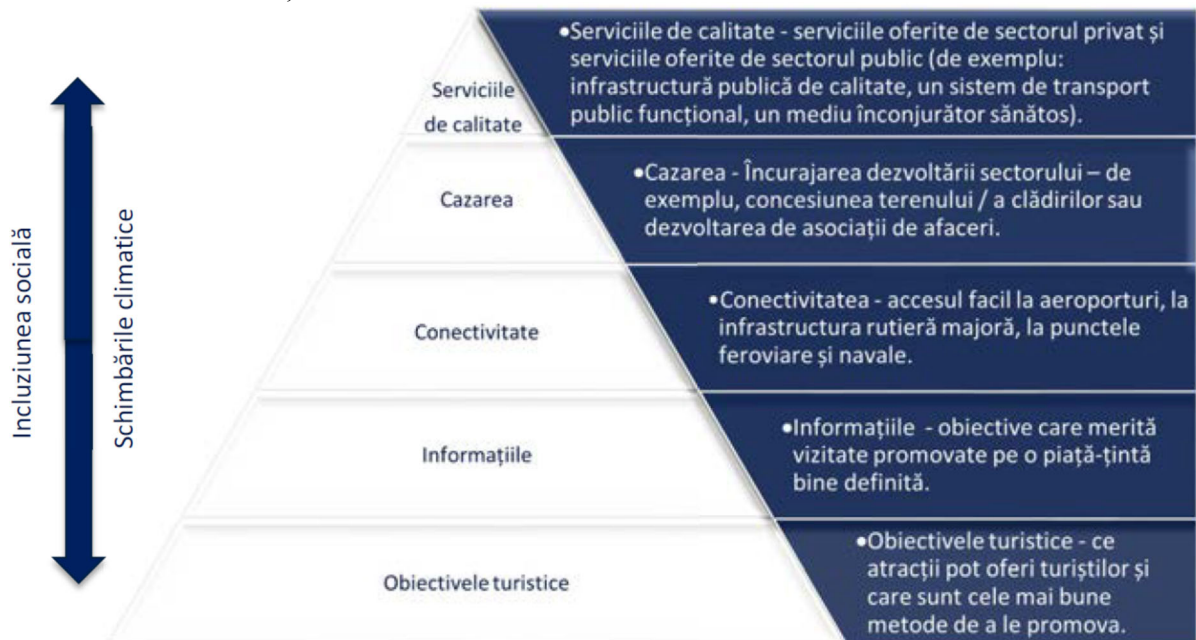 Incluziunea socială
Schimbările climatice
Serviciile
de calitate
•Serviciile de calitate - serviciile oferite de sectorul privat și
serviciile oferite de sectorul public (de exemplu:
infrastructură publică de calitate, un sistem de transport
public funcțional, un mediu înconjurător sănătos).
Cazarea
•Cazarea - Încurajarea dezvoltării sectorului – de
exemplu, concesiunea terenului / a clădirilor sau
dezvoltarea de asociații de afaceri.
Conectivitate
•Conectivitatea - accesul facil la aeroporturi, la
infrastructura rutieră majoră, la punctele
feroviare și navale.
Informațiile
•Informațiile - obiective care merită
vizitate promovate pe o piață-țintă
bine definită.
Obiectivele turistice
•Obiectivele turistice - ce
atracții pot oferi turiștilor și
care sunt cele mai bune
metode de a le promova.